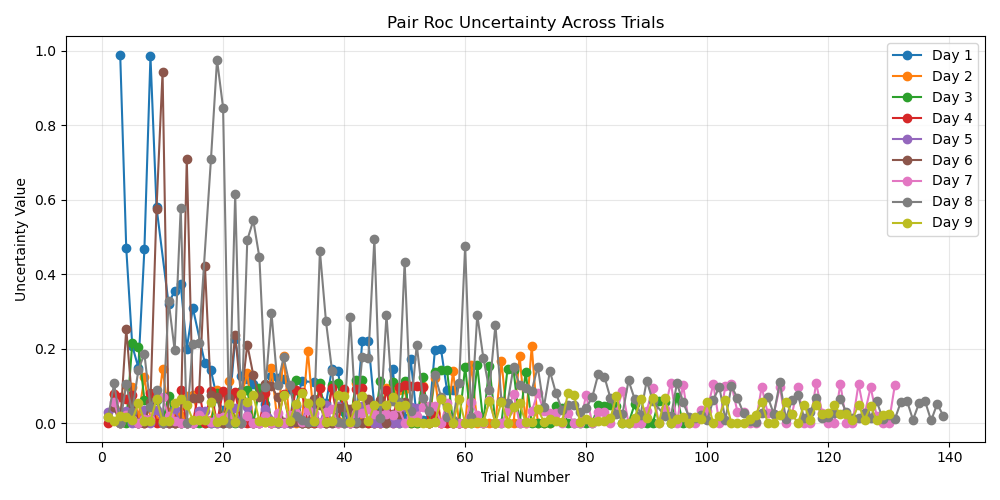 Pair Roc Uncertainty Across Trials
Uncertainty Value
1.0
0.8
0.6
0.4
0.2
0.0
0
20
40
60
80
100
120
140
Trial Number
Day 1
Day 2
Day 3
Day 4
Day 5
Day 6
Day 7
Day 8
Day 9